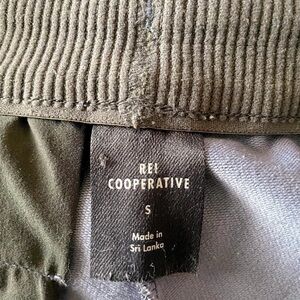 REI
COOPERATIVE
S
Made in
Sri Lanka